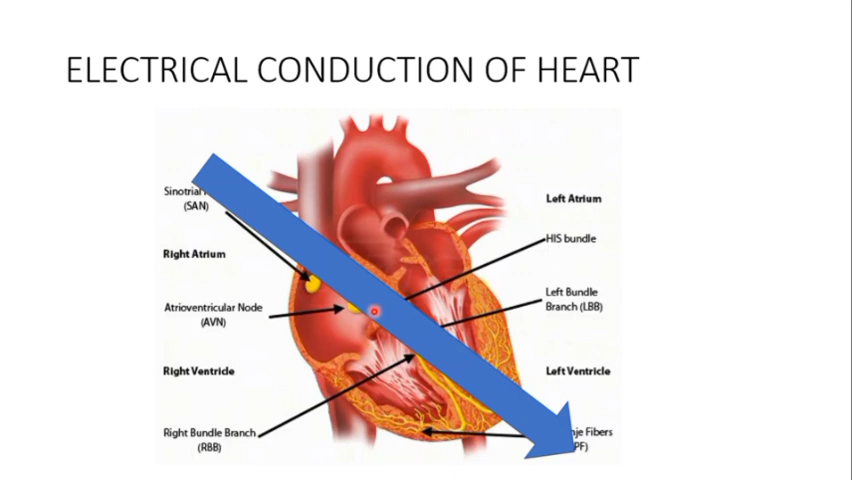 ELECTRICAL CONDUCTION OF HEART
Sinotrial
(SAN)
Left Atrium
HIS bundle
Right Atrium
Left Bundle
Branch (LBB)
Atrioventricular Node
(AVN)
Right Ventricle
Left Ventricle
Right Bundle Branch
(RBB)
Fibers